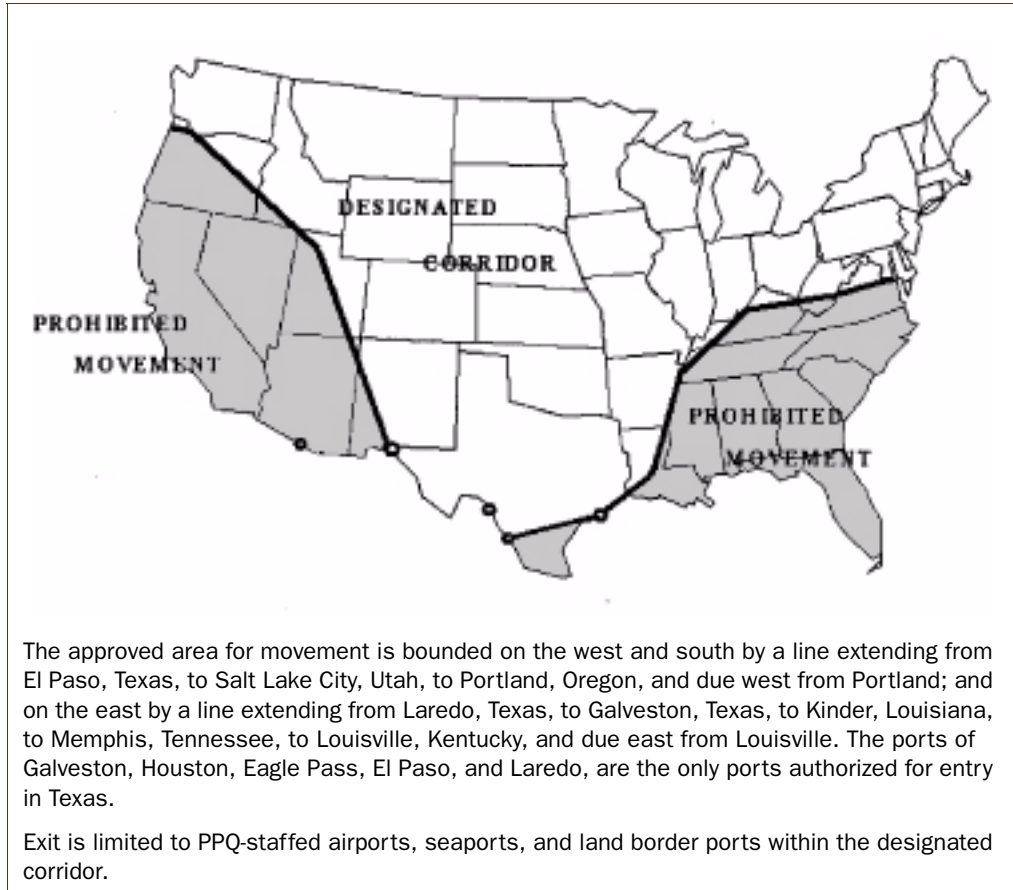 DESIGNATED
CORRIDOR
PROHIBITED
MOVEMENT
PROHIBITED
MOVEMENT
The approved area for movement is bounded on the west and south by a line extending from
El Paso, Texas, to Salt Lake City, Utah, to Portland, Oregon, and due west from Portland; and
on the east by a line extending from Laredo, Texas, to Galveston, Texas, to Kinder, Louisiana,
to Memphis, Tennessee, to Louisville, Kentucky, and due east from Louisville. The ports of
Galveston, Houston, Eagle Pass, El Paso, and Laredo, are the only ports authorized for entry
in Texas.
Exit is limited to PPQ-staffed airports, seaports, and land border ports within the designated
corridor.